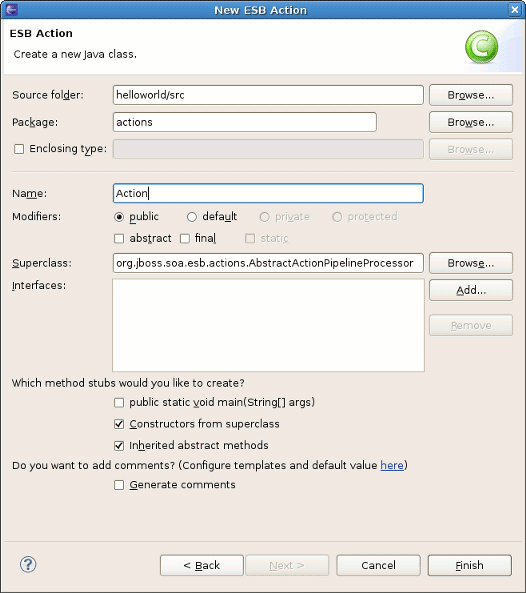 New ESB Action
ESB Action
Create a new Java class.
Source folder: helloworld/src Browse...
Package: actions Browse...
Enclosing type: Browse...
Name: Action
Modifiers: public default private protected
abstract final static
Superclass: org.jboss.soa.esb.actions.AbstractActionPipelineProcessor Browse...
Interfaces: Add...
Remove
Which method stubs would you like to create?
public static void main(String[] args)
Constructors from superclass
Inherited abstract methods
Do you want to add comments? (Configure templates and default value here)
Generate comments
? < Back Next > Cancel Finish